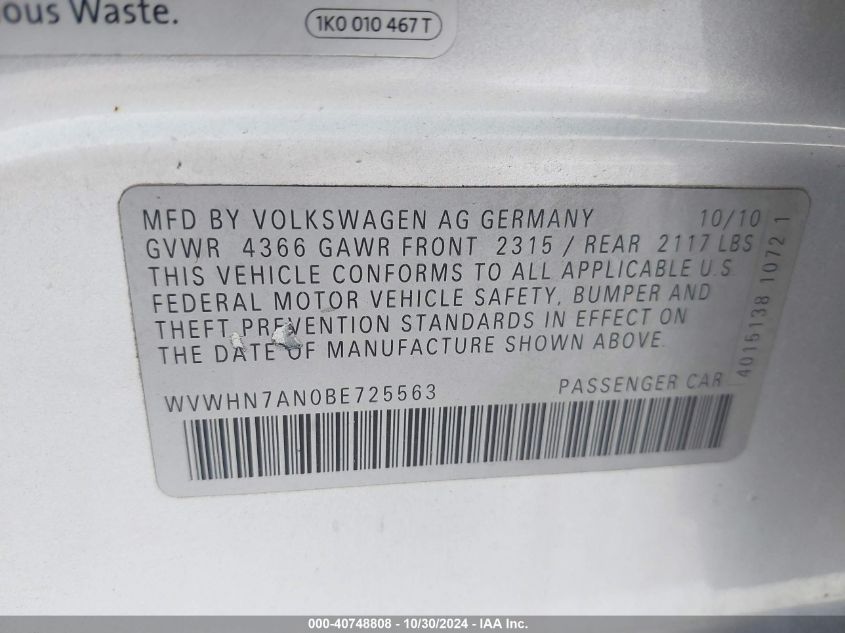 ous Waste.
1K0 010 467 T
MFD BY VOLKSWAGEN AG GERMANY 10/10
GVWR 4366 GAWR FRONT 2315 / REAR 2117 LBS
THIS VEHICLE CONFORMS TO ALL APPLICABLE U.S.
FEDERAL MOTOR VEHICLE SAFETY, BUMPER AND
THEFT PREVENTION STANDARDS IN EFFECT ON
THE DATE OF MANUFACTURE SHOWN ABOVE.
WVWHN7AN0BE725563 PASSENGER CAR
4015138 1072 1
000-40748808 - 10/30/2024 - IAA Inc.